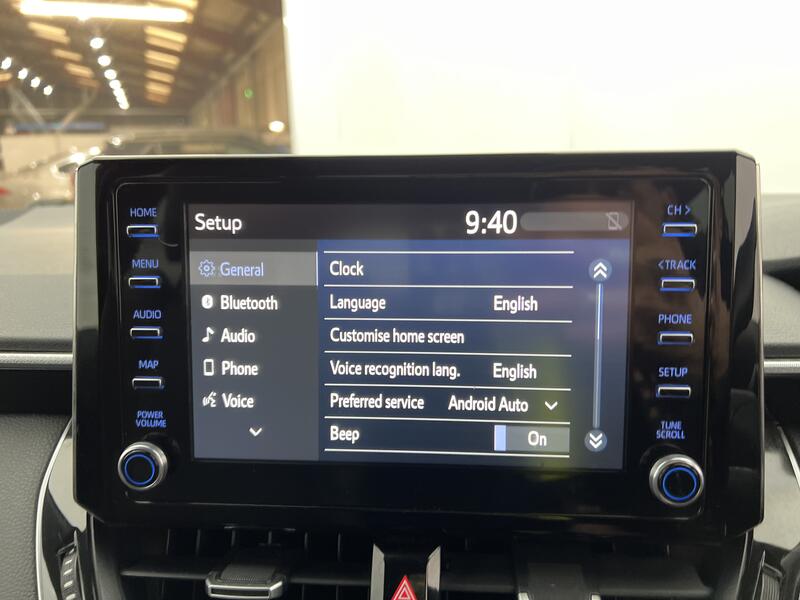 HOME
MENU
AUDIO
MAP
POWER
VOLUME
Setup
9:40
General
Bluetooth
Audio
Phone
Voice
Clock
Language English
Customise home screen
Voice recognition lang. English
Preferred service Android Auto
Beep On
CH >
< TRACK
PHONE
SETUP
TUNE
SCROLL